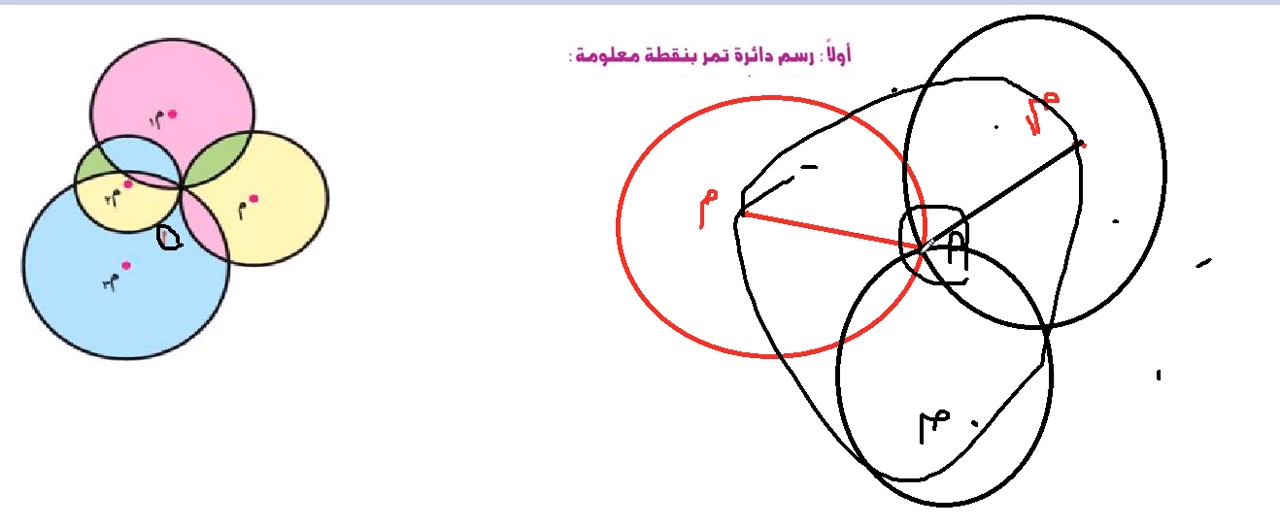 أولاً : رسم دائرة تمر بنقطة معلومة :
م١
م٢
م
م٣
م
م
م